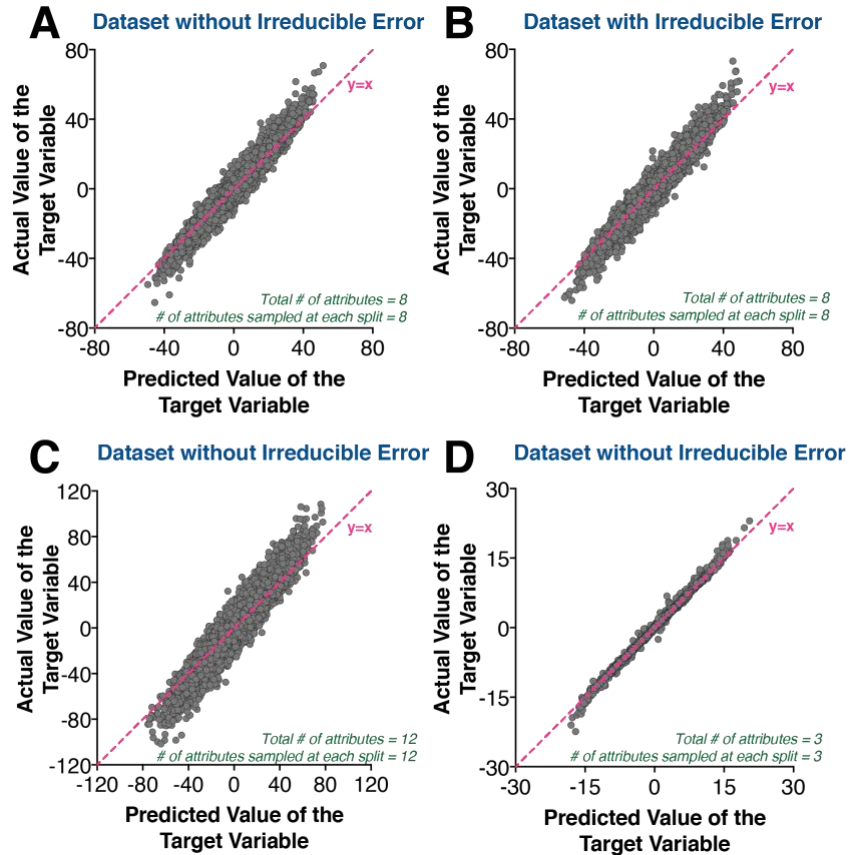 A
Dataset without Irreducible Error
80
40
0
-40
-80
-80
-40
0
40
80
Actual Value of the
Target Variable
y=x
Total # of attributes = 8
# of attributes sampled at each split = 8
Predicted Value of the
Target Variable
B
Dataset with Irreducible Error
80
40
0
-40
-80
-80
-40
0
40
80
Actual Value of the
Target Variable
y=x
Total # of attributes = 8
# of attributes sampled at each split = 8
Predicted Value of the
Target Variable
C
Dataset without Irreducible Error
120
80
40
0
-40
-80
-120
-120
-80
-40
0
40
80
120
Actual Value of the
Target Variable
y=x
Total # of attributes = 12
# of attributes sampled at each split = 12
Predicted Value of the
Target Variable
D
Dataset without Irreducible Error
30
15
0
-15
-30
-30
-15
0
15
30
Actual Value of the
Target Variable
y=x
Total # of attributes = 3
# of attributes sampled at each split = 3
Predicted Value of the
Target Variable